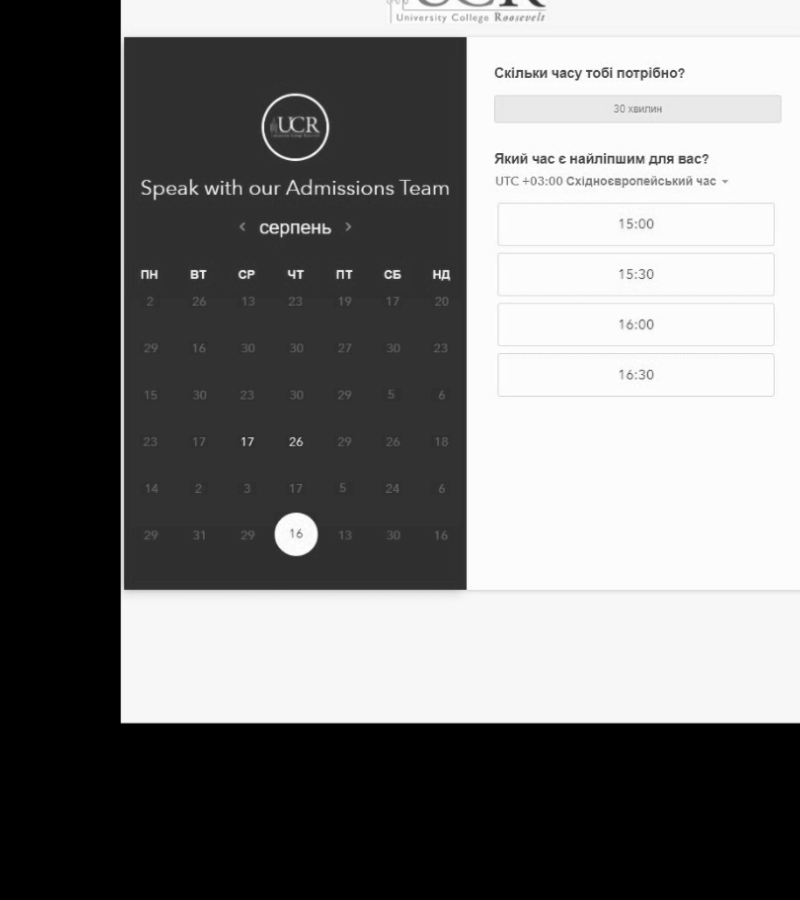 UCR
University College Roosevelt
UCR
Speak with our Admissions Team
‹ серпень ›
ПН ВТ СР ЧТ ПТ СБ НД
2 26 13 23 19 17 20
29 16 30 30 27 30 23
15 30 23 30 29 5 6
23 17 17 26 29 26 18
14 2 3 17 5 24 6
29 31 29 16 13 30 16
Скільки часу тобі потрібно?
30 хвилин
Який час є найліпшим для вас?
UTC +03:00 Східноєвропейський час
15:00
15:30
16:00
16:30